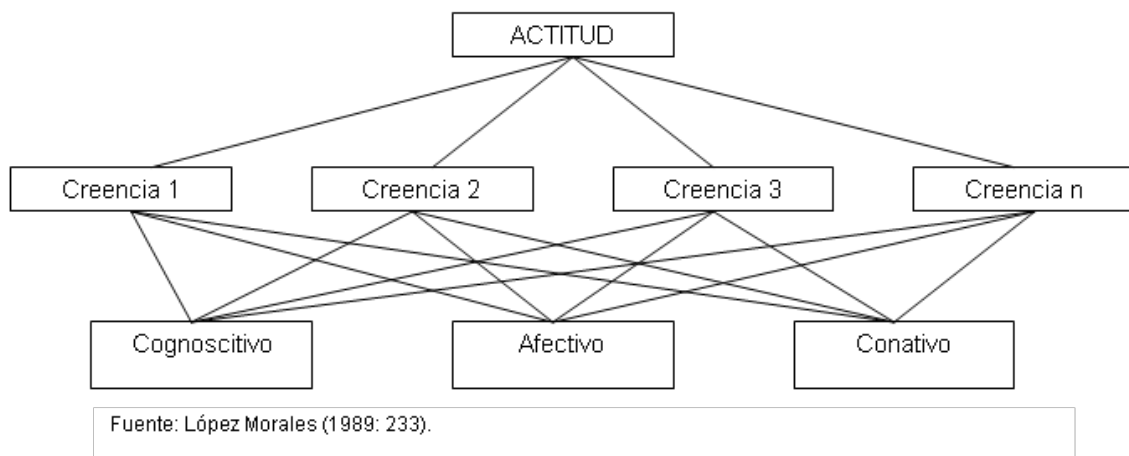 ACTITUD
Creencia 1
Creencia 2
Creencia 3
Creencia n
Cognoscitivo
Afectivo
Conativo
Fuente: López Morales (1989: 233).